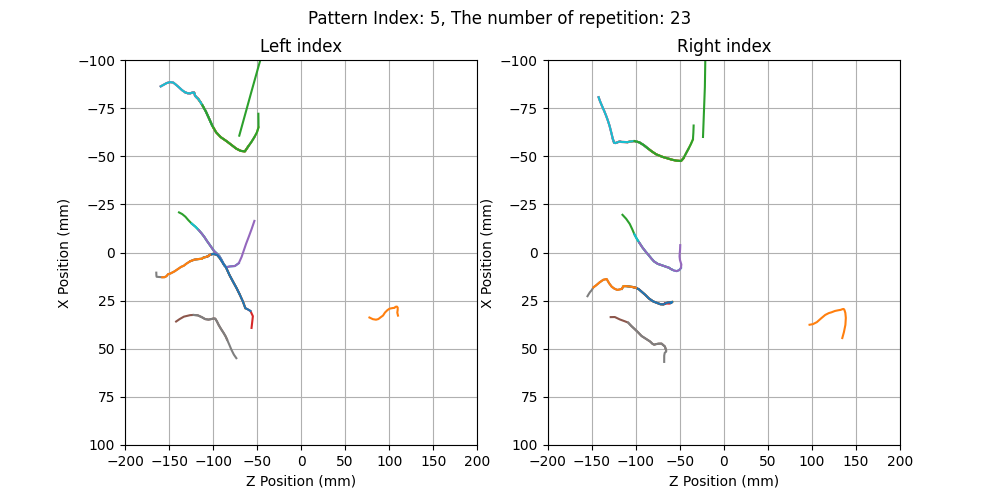 Pattern Index: 5, The number of repetition: 23
Left index
Right index
−100
−75
−50
−25
0
25
50
75
100
X Position (mm)
−200 −150 −100 −50 0 50 100 150 200
Z Position (mm)
−100
−75
−50
−25
0
25
50
75
100
X Position (mm)
−200 −150 −100 −50 0 50 100 150 200
Z Position (mm)